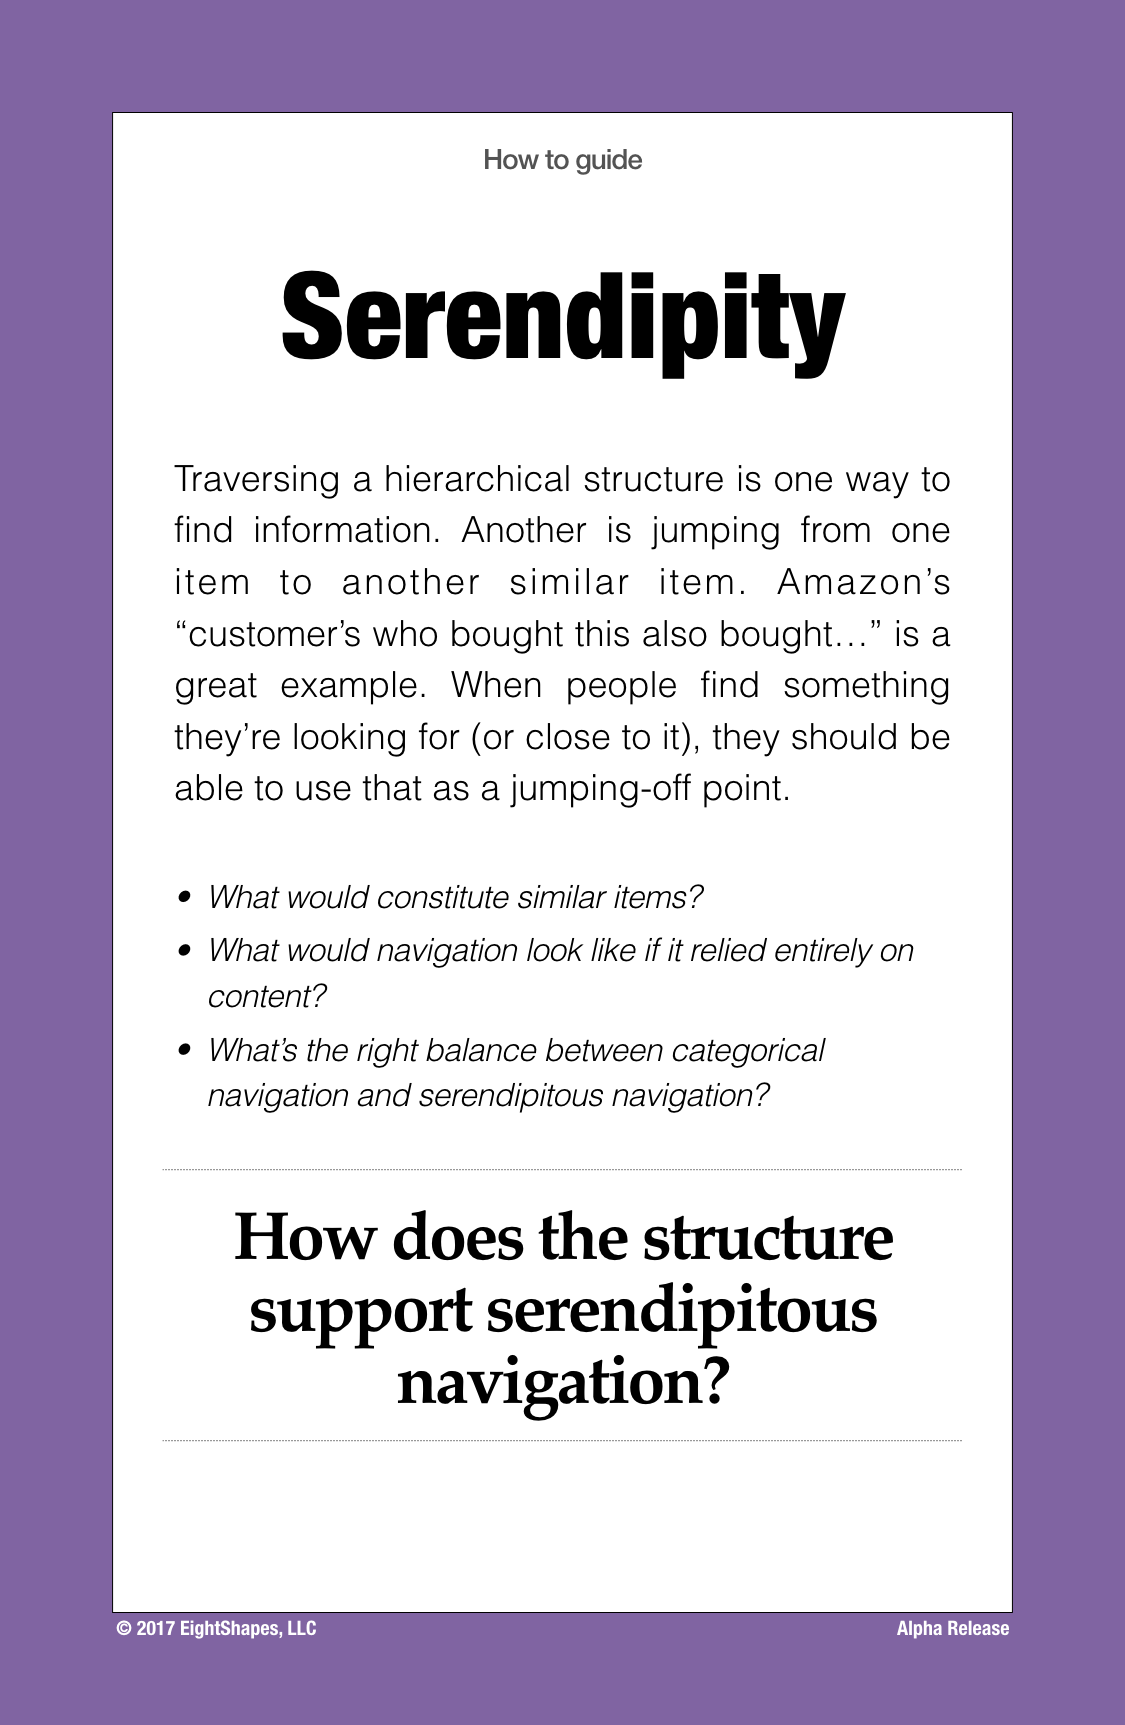 How to guide
Serendipity
Traversing a hierarchical structure is one way to
find information. Another is jumping from one
item to another similar item. Amazon’s
“customer’s who bought this also bought…” is a
great example. When people find something
they’re looking for (or close to it), they should be
able to use that as a jumping-off point.
• What would constitute similar items?
• What would navigation look like if it relied entirely on
content?
• What’s the right balance between categorical
navigation and serendipitous navigation?
How does the structure
support serendipitous
navigation?
© 2017 EightShapes, LLC
Alpha Release